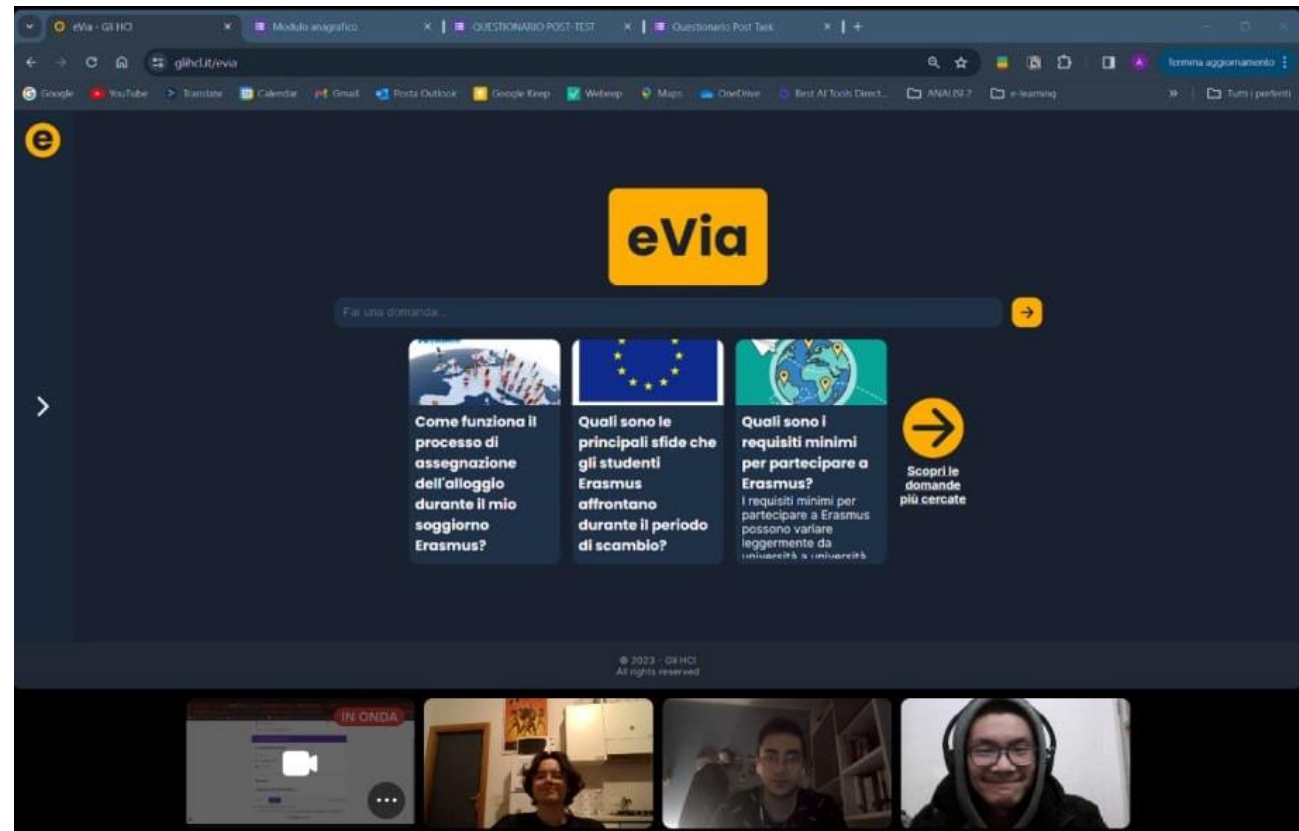 eVia - Gli HCI
Modulo anagrafico
QUESTIONARIO POST-TEST
Questionario Post Task
glihci.it/evia
Termina aggiornamento
Google
YouTube
Translate
Calendar
Gmail
Posta Outlook
Google Keep
Webeep
Maps
OneDrive
Best AI Tools Direct...
ANALISI 2
e-learning
»
Tutti i preferiti
e
eVia
Fai una domanda...
Come funziona il
processo di
assegnazione
dell'alloggio
durante il mio
soggiorno
Erasmus?
Quali sono le
principali sfide che
gli studenti
Erasmus
affrontano
durante il periodo
di scambio?
Quali sono i
requisiti minimi
per partecipare a
Erasmus?
I requisiti minimi per
partecipare a Erasmus
possono variare
leggermente da
università a università
Scopri le
domande
più cercate
© 2023 - Gli HCI
All rights reserved
IN ONDA